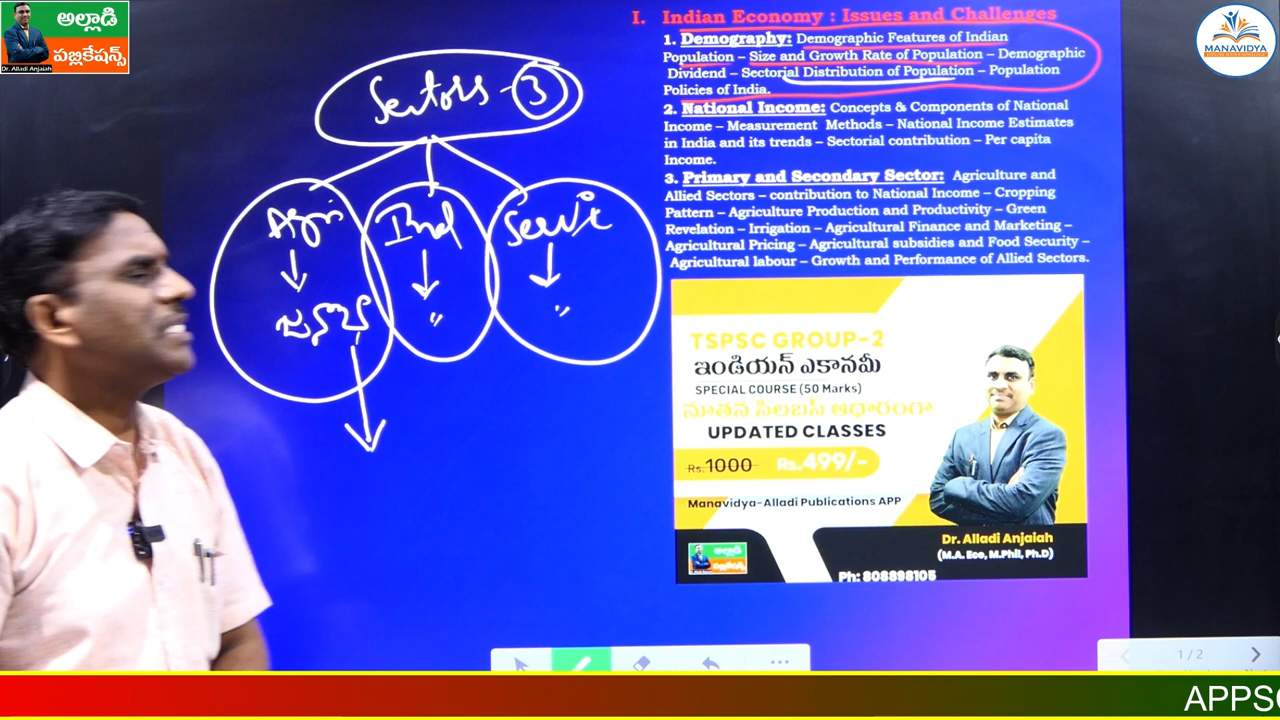 అల్లాడి
పబ్లికేషన్స్
Dr. Alladi Anjaiah
Sectors - 3
Agri
Ind
Servic
జనాభా
"
"
I. Indian Economy : Issues and Challenges
1. Demography: Demographic Features of Indian
Population – Size and Growth Rate of Population – Demographic
Dividend – Sectorial Distribution of Population – Population
Policies of India.
2. National Income: Concepts & Components of National
Income – Measurement Methods – National Income Estimates
in India and its trends – Sectorial contribution – Per capita
Income.
3. Primary and Secondary Sector: Agriculture and
Allied Sectors – contribution to National Income – Cropping
Pattern – Agriculture Production and Productivity – Green
Revelation – Irrigation – Agricultural Finance and Marketing –
Agricultural Pricing – Agricultural subsidies and Food Security –
Agricultural labour – Growth and Performance of Allied Sectors.
MANAVIDYA
TSPSC GROUP-2
ఇండియన్ ఎకానమీ
SPECIAL COURSE (50 Marks)
నూతన సిలబస్ ఆధారంగా
UPDATED CLASSES
Rs.1000 Rs.499/-
Manavidya-Alladi Publications APP
అల్లాడి
Dr. Alladi Anjaiah
(M.A. Eco, M.Phil, Ph.D)
Ph: 808898105
1 / 2
APPSC